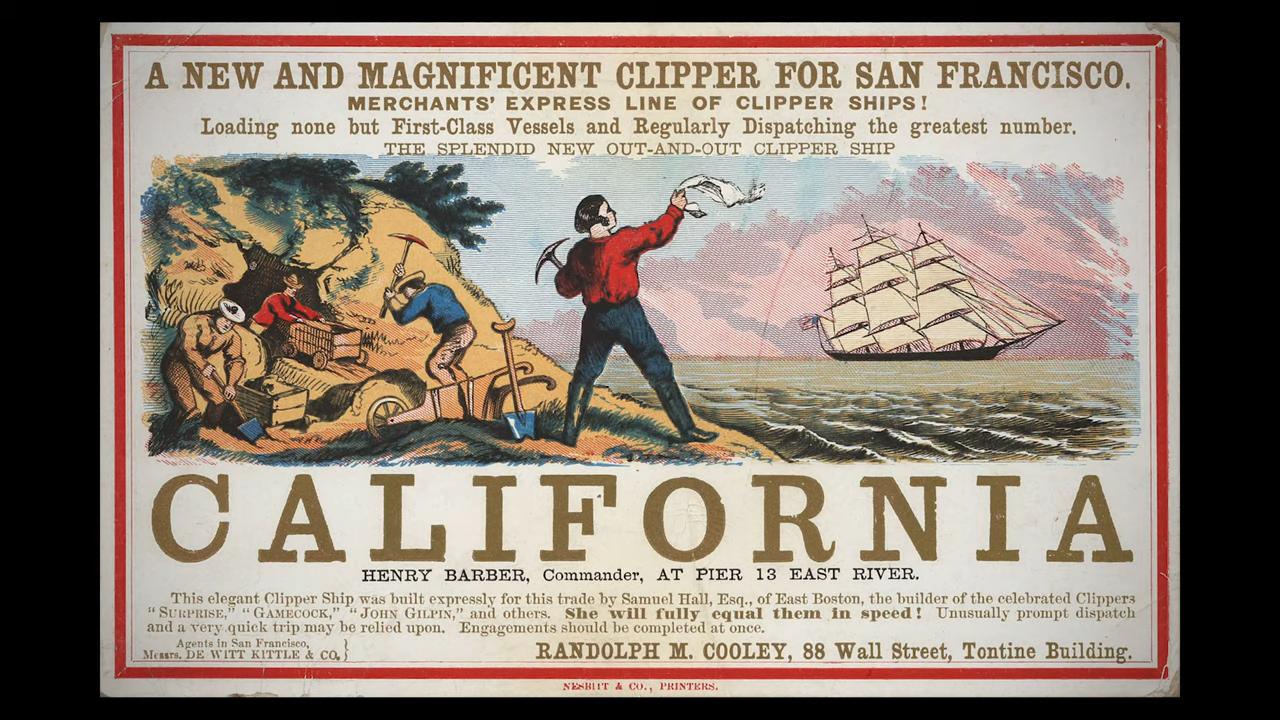 A NEW AND MAGNIFICENT CLIPPER FOR SAN FRANCISCO.
MERCHANTS' EXPRESS LINE OF CLIPPER SHIPS!
Loading none but First-Class Vessels and Regularly Dispatching the greatest number.
THE SPLENDID NEW OUT-AND-OUT CLIPPER SHIP
CALIFORNIA
HENRY BARBER, Commander, AT PIER 13 EAST RIVER.
This elegant Clipper Ship was built expressly for this trade by Samuel Hall, Esq., of East Boston, the builder of the celebrated Clippers
"SURPRISE," "GAMECOCK," "JOHN GILPIN," and others. She will fully equal them in speed! Unusually prompt dispatch
and a very quick trip may be relied upon. Engagements should be completed at once.
Agents in San Francisco,
Messrs. DE WITT KITTLE & CO.
RANDOLPH M. COOLEY, 88 Wall Street, Tontine Building.
NESBITT & CO., PRINTERS.